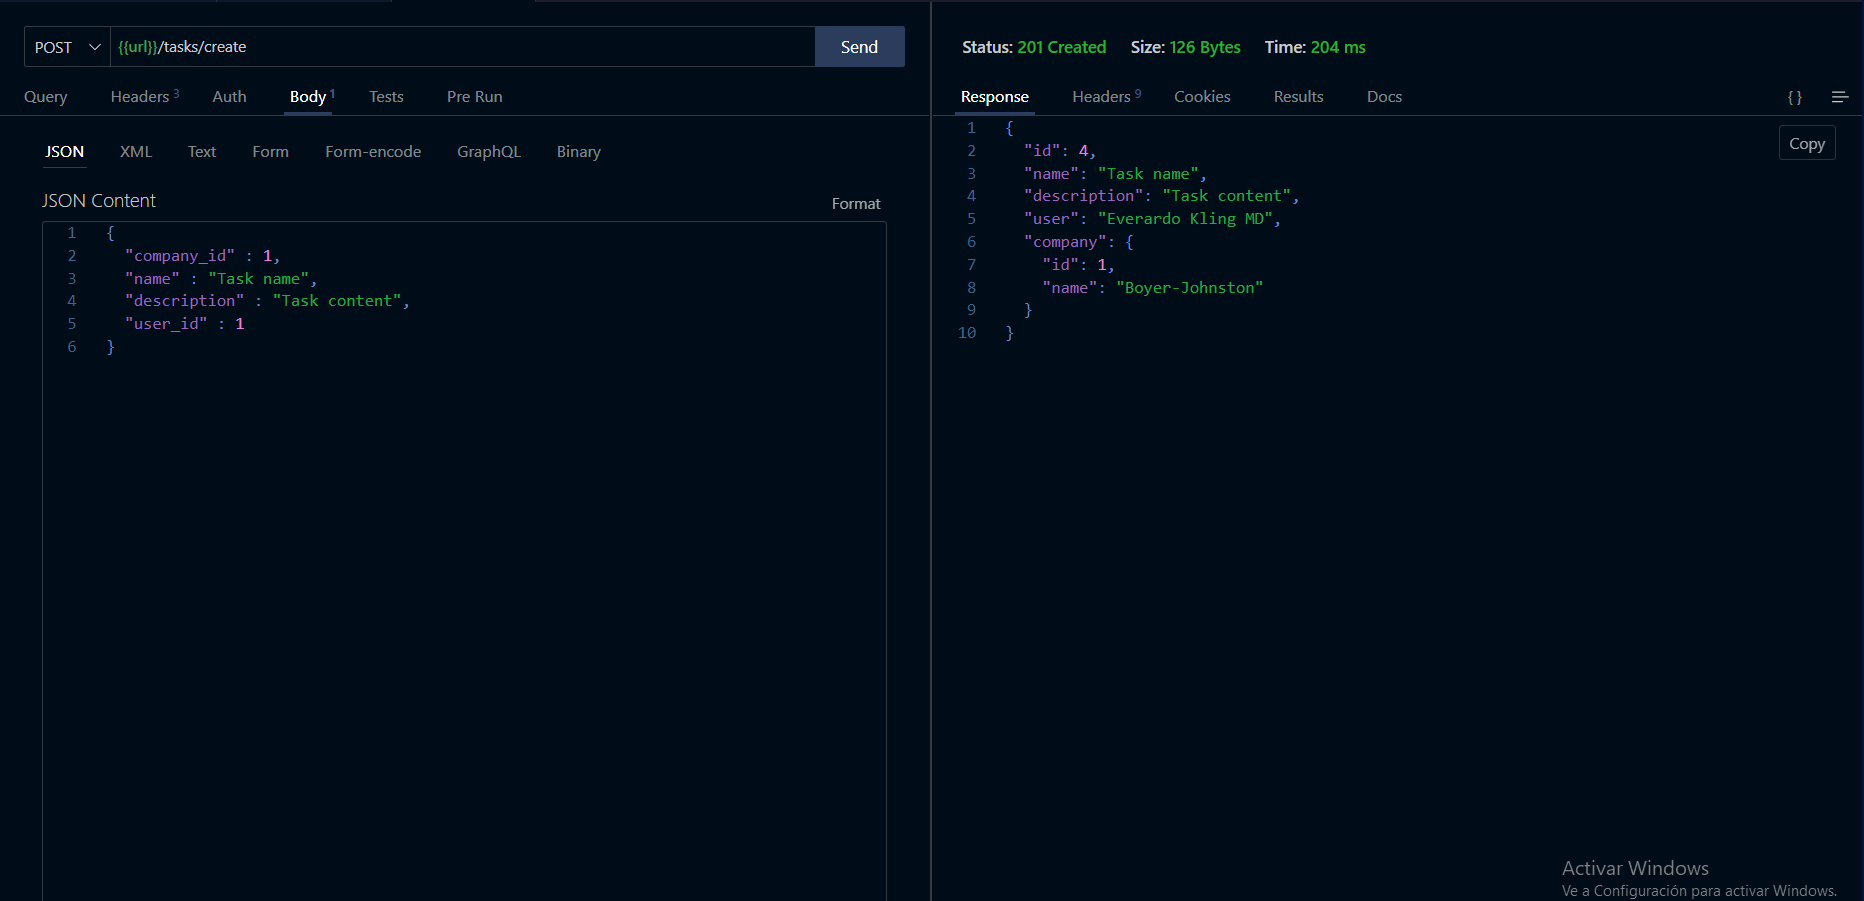 POST {{url}}/tasks/create Send
Query Headers 3 Auth Body 1 Tests Pre Run
JSON XML Text Form Form-encode GraphQL Binary
JSON Content Format
1 {
2 "company_id" : 1,
3 "name" : "Task name",
4 "description" : "Task content",
5 "user_id" : 1
6 }
Status: 201 Created Size: 126 Bytes Time: 204 ms
Response Headers 9 Cookies Results Docs { }
Copy
1 {
2 "id": 4,
3 "name": "Task name",
4 "description": "Task content",
5 "user": "Everardo Kling MD",
6 "company": {
7 "id": 1,
8 "name": "Boyer-Johnston"
9 }
10 }
Activar Windows
Ve a Configuración para activar Windows.